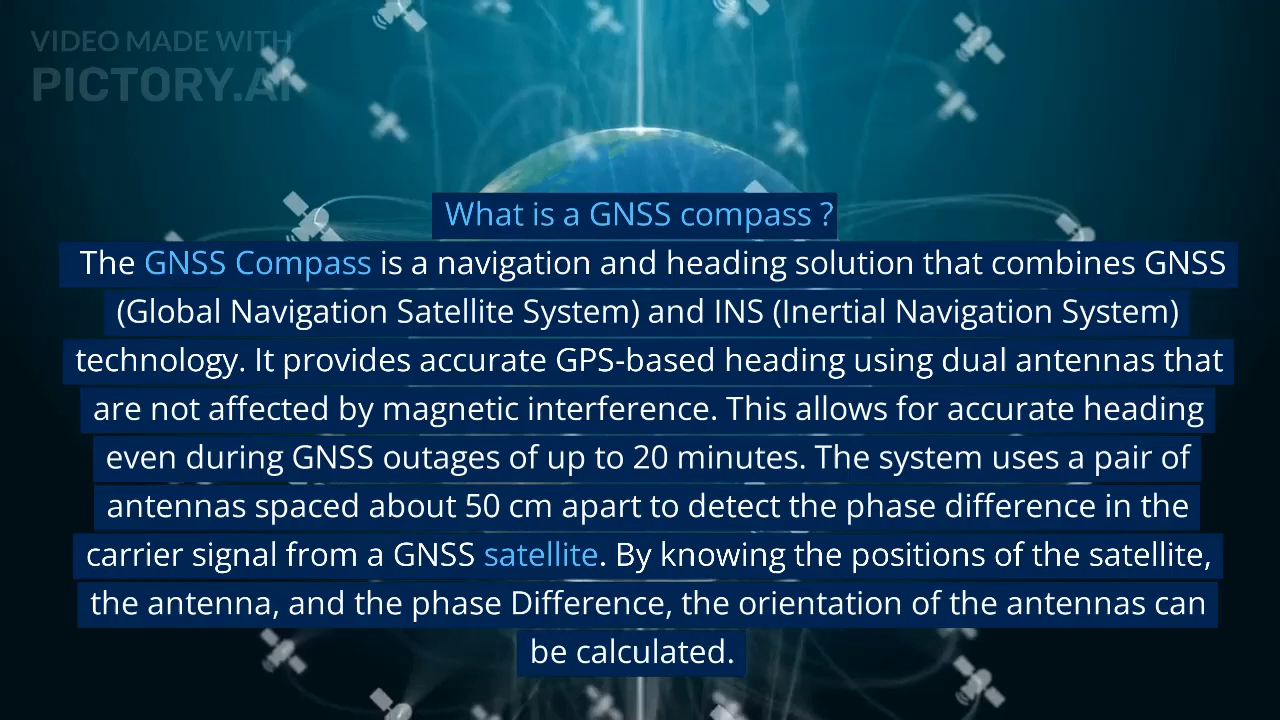 VIDEO MADE WITH
PICTORY.AI
What is a GNSS compass ?
The GNSS Compass is a navigation and heading solution that combines GNSS
(Global Navigation Satellite System) and INS (Inertial Navigation System)
technology. It provides accurate GPS-based heading using dual antennas that
are not affected by magnetic interference. This allows for accurate heading
even during GNSS outages of up to 20 minutes. The system uses a pair of
antennas spaced about 50 cm apart to detect the phase difference in the
carrier signal from a GNSS satellite. By knowing the positions of the satellite,
the antenna, and the phase Difference, the orientation of the antennas can
be calculated.